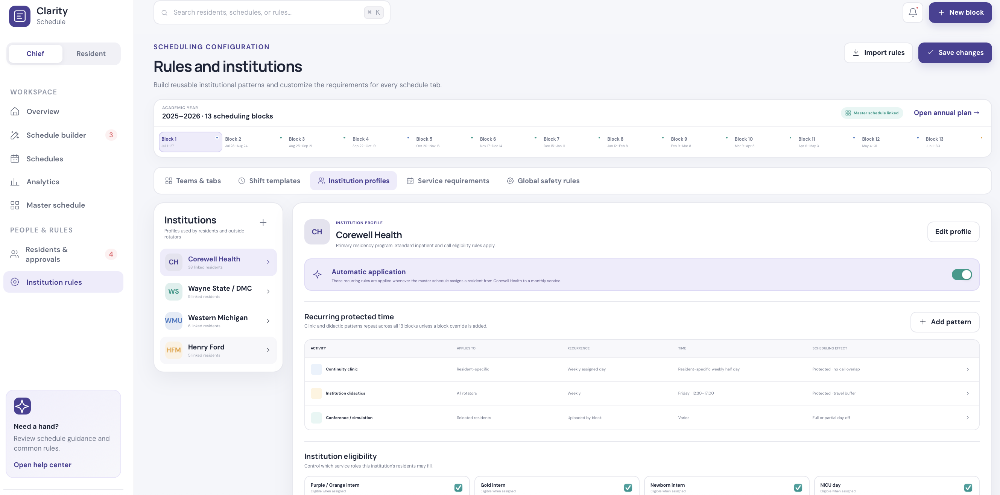 Clarity
Schedule
Search residents, schedules, or rules...
⌘ K
New block
Chief
Resident
WORKSPACE
Overview
Schedule builder
3
Schedules
Analytics
Master schedule
PEOPLE & RULES
Residents &
approvals
4
Institution rules
Need a hand?
Review schedule guidance and
common rules.
Open help center
SCHEDULING CONFIGURATION
Rules and institutions
Build reusable institutional patterns and customize the requirements for every schedule tab.
Import rules
Save changes
ACADEMIC YEAR
2025–2026 · 13 scheduling blocks
Master schedule linked
Open annual plan →
Block 1
Jul 1–27
Block 2
Jul 28–Aug 24
Block 3
Aug 25–Sep 21
Block 4
Sep 22–Oct 19
Block 5
Oct 20–Nov 16
Block 6
Nov 17–Dec 14
Block 7
Dec 15–Jan 11
Block 8
Jan 12–Feb 8
Block 9
Feb 9–Mar 8
Block 10
Mar 9–Apr 5
Block 11
Apr 6–May 3
Block 12
May 4–31
Block 13
Jun 1–30
Teams & tabs
Shift templates
Institution profiles
Service requirements
Global safety rules
Institutions
Profiles used by residents and outside
rotators
CH
Corewell Health
38 linked residents
WS
Wayne State / DMC
5 linked residents
WMU
Western Michigan
6 linked residents
HFM
Henry Ford
5 linked residents
CH
INSTITUTION PROFILE
Corewell Health
Primary residency program. Standard inpatient and call eligibility rules apply.
Edit profile
Automatic application
These recurring rules are applied whenever the master schedule assigns a resident from Corewell Health to a monthly service.
Recurring protected time
Clinic and didactic patterns repeat across all 13 blocks unless a block override is added.
Add pattern
ACTIVITY
APPLIES TO
RECURRENCE
TIME
SCHEDULING EFFECT
Continuity clinic
Resident-specific
Weekly assigned day
Resident-specific weekly half day
Protected · no call overlap
Institution didactics
All rotators
Weekly
Friday · 12:30–17:00
Protected · travel buffer
Conference / simulation
Selected residents
Uploaded by block
Varies
Full or partial day off
Institution eligibility
Control which service roles this institution's residents may fill.
Purple / Orange intern
Eligible when assigned
Gold intern
Eligible when assigned
Newborn intern
Eligible when assigned
NICU day
Eligible when assigned